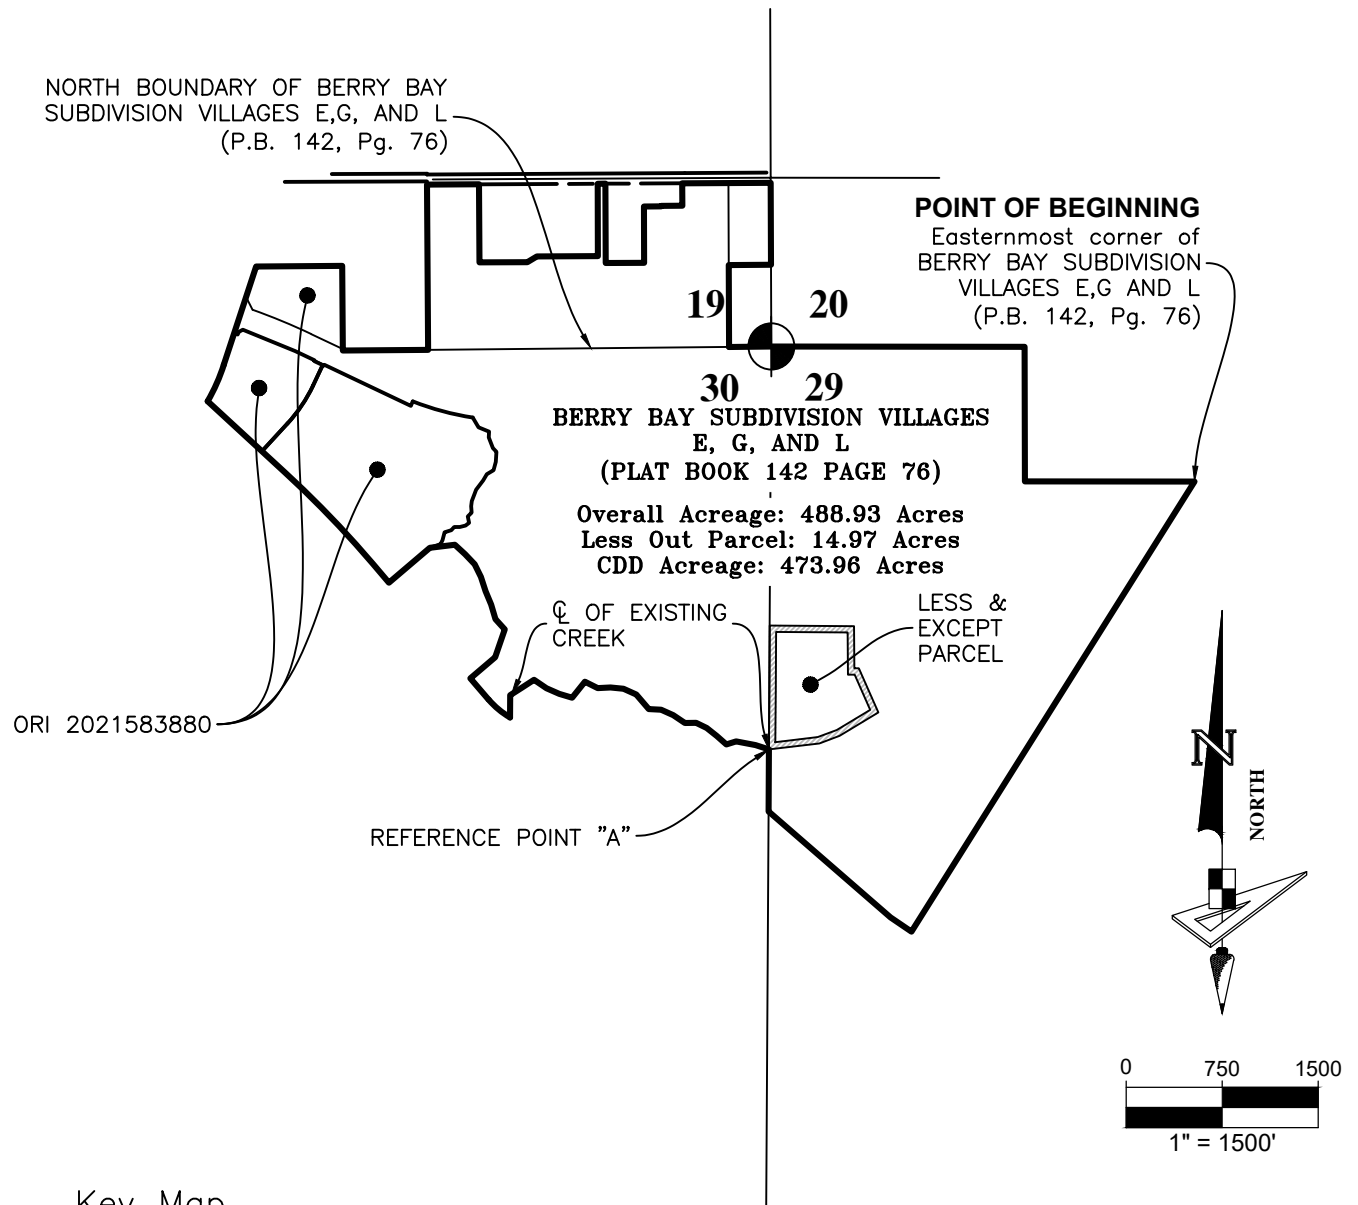 NORTH BOUNDARY OF BERRY BAY
SUBDIVISION VILLAGES E,G, AND L
(P.B. 142, Pg. 76)
POINT OF BEGINNING
Easternmost corner of
BERRY BAY SUBDIVISION
VILLAGES E,G AND L
(P.B. 142, Pg. 76)
19
20
30
29
BERRY BAY SUBDIVISION VILLAGES
E, G, AND L
(PLAT BOOK 142 PAGE 76)
Overall Acreage: 488.93 Acres
Less Out Parcel: 14.97 Acres
CDD Acreage: 473.96 Acres
℄ OF EXISTING
CREEK
LESS &
EXCEPT
PARCEL
ORI 2021583880
REFERENCE POINT "A"
N
NORTH
0 750 1500
1" = 1500'
Key Map